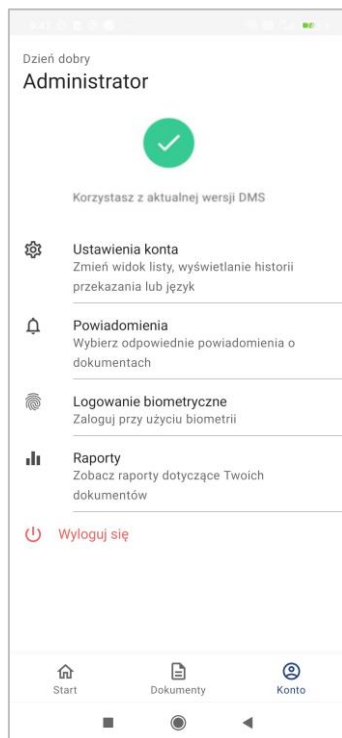 Dzień dobry
Administrator
Korzystasz z aktualnej wersji DMS
Ustawienia konta
Zmień widok listy, wyświetlanie historii
przekazania lub język
Powiadomienia
Wybierz odpowiednie powiadomienia o
dokumentach
Logowanie biometryczne
Zaloguj przy użyciu biometrii
Raporty
Zobacz raporty dotyczące Twoich
dokumentów
Wyloguj się
Start
Dokumenty
Konto